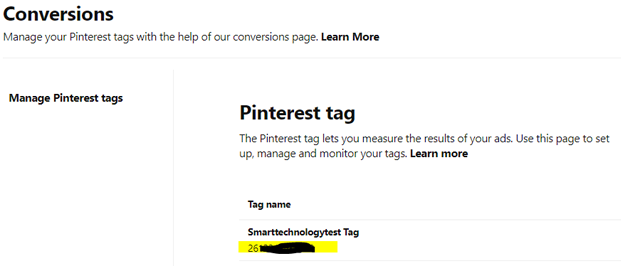 Conversions
Manage your Pinterest tags with the help of our conversions page. Learn More
Manage Pinterest tags
Pinterest tag
The Pinterest tag lets you measure the results of your ads. Use this page to set
up, manage and monitor your tags. Learn more
Tag name
Smarttechnologytest Tag